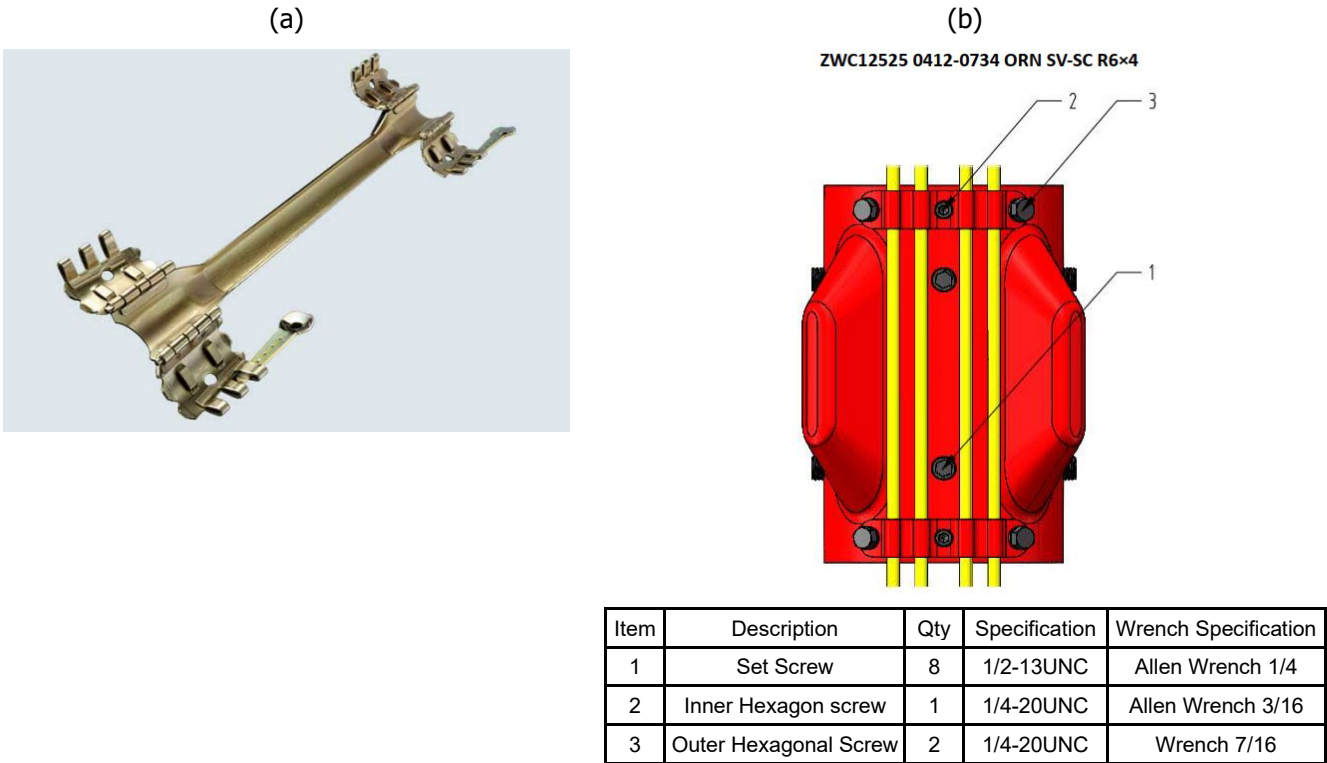 (a)
(b)
ZWC12525 0412-0734 ORN SV-SC R6×4
2
3
1
Item Description Qty Specification Wrench Specification
1 Set Screw 8 1/2-13UNC Allen Wrench 1/4
2 Inner Hexagon screw 1 1/4-20UNC Allen Wrench 3/16
3 Outer Hexagonal Screw 2 1/4-20UNC Wrench 7/16